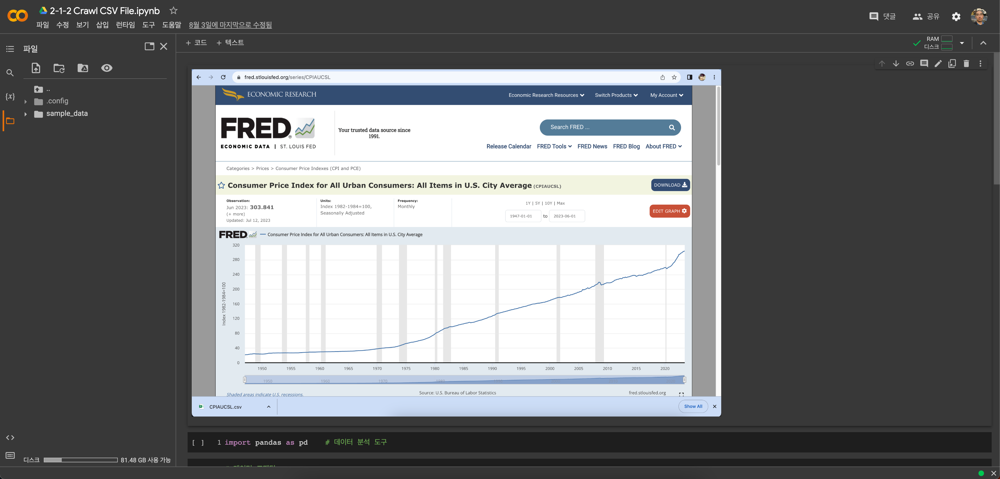 2-1-2 Crawl CSV File.ipynb
파일 수정 보기 삽입 런타임 도구 도움말 8월 3일에 마지막으로 수정됨
댓글 공유
파일
+ 코드 + 텍스트
RAM
디스크
{x}
..
.config
sample_data
fred.stlouisfed.org/series/CPIAUCSL
ECONOMIC RESEARCH
Economic Research Resources Switch Products My Account
FRED®
ECONOMIC DATA | ST. LOUIS FED
Your trusted data source since
1991.
Search FRED ...
Release Calendar FRED Tools FRED News FRED Blog About FRED
Categories > Prices > Consumer Price Indexes (CPI and PCE)
Consumer Price Index for All Urban Consumers: All Items in U.S. City Average (CPIAUCSL)
DOWNLOAD
Observation:
Jun 2023: 303.841
(+ more)
Updated: Jul 12, 2023
Units:
Index 1982-1984=100,
Seasonally Adjusted
Frequency:
Monthly
1Y | 5Y | 10Y | Max
1947-01-01 to 2023-06-01
EDIT GRAPH
FRED Consumer Price Index for All Urban Consumers: All Items in U.S. City Average
320
280
240
200
160
120
80
40
0
Index 1982-1984=100
1950 1955 1960 1965 1970 1975 1980 1985 1990 1995 2000 2005 2010 2015 2020
1950 1960 1970 1980
Shaded areas indicate U.S. recessions.
Source: U.S. Bureau of Labor Statistics
fred.stlouisfed.org
CPIAUCSL.csv
Show All
[ ] 1 import pandas as pd # 데이터 분석 도구
디스크 81.48 GB 사용 가능